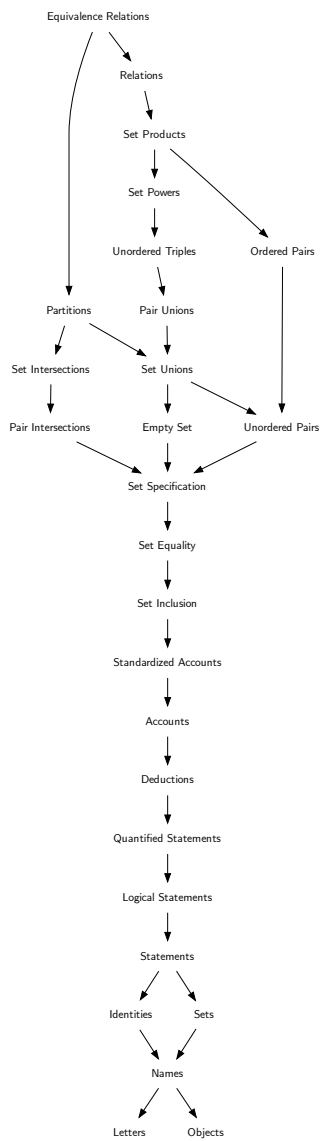 Equivalence Relations
Relations
Set Products
Set Powers
Unordered Triples
Ordered Pairs
Partitions
Pair Unions
Set Intersections
Set Unions
Pair Intersections
Empty Set
Unordered Pairs
Set Specification
Set Equality
Set Inclusion
Standardized Accounts
Accounts
Deductions
Quantified Statements
Logical Statements
Statements
Identities
Sets
Names
Letters
Objects